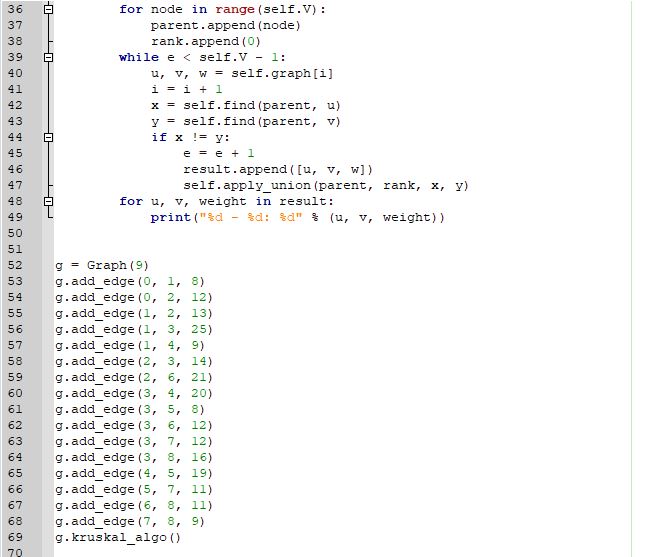 36 for node in range(self.V):
37 parent.append(node)
38 rank.append(0)
39 while e < self.V - 1:
40 u, v, w = self.graph[i]
41 i = i + 1
42 x = self.find(parent, u)
43 y = self.find(parent, v)
44 if x != y:
45 e = e + 1
46 result.append([u, v, w])
47 self.apply_union(parent, rank, x, y)
48 for u, v, weight in result:
49 print("%d - %d: %d" % (u, v, weight))
50
51
52 g = Graph(9)
53 g.add_edge(0, 1, 8)
54 g.add_edge(0, 2, 12)
55 g.add_edge(1, 2, 13)
56 g.add_edge(1, 3, 25)
57 g.add_edge(1, 4, 9)
58 g.add_edge(2, 3, 14)
59 g.add_edge(2, 6, 21)
60 g.add_edge(3, 4, 20)
61 g.add_edge(3, 5, 8)
62 g.add_edge(3, 6, 12)
63 g.add_edge(3, 7, 12)
64 g.add_edge(3, 8, 16)
65 g.add_edge(4, 5, 19)
66 g.add_edge(5, 7, 11)
67 g.add_edge(6, 8, 11)
68 g.add_edge(7, 8, 9)
69 g.kruskal_algo()
70